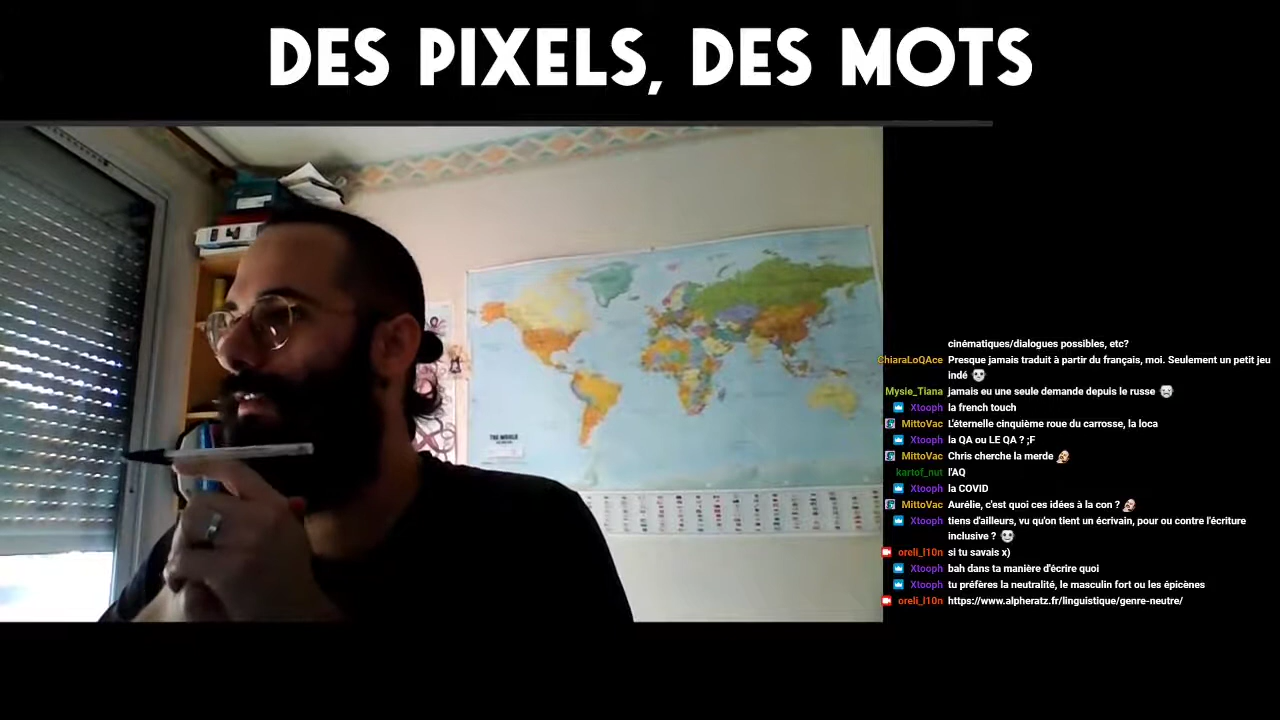 DES PIXELS, DES MOTS
THE WORLD
cinématiques/dialogues possibles, etc?
ChiaraLoQAce Presque jamais traduit à partir du français, moi. Seulement un petit jeu
indé
Mysie_Tiana jamais eu une seule demande depuis le russe
Xtooph la french touch
MittoVac L'éternelle cinquième roue du carrosse, la loca
Xtooph la QA ou LE QA ? ;F
MittoVac Chris cherche la merde
kartof_nut l'AQ
Xtooph la COVID
MittoVac Aurélie, c'est quoi ces idées à la con ?
Xtooph tiens d'ailleurs, vu qu'on tient un écrivain, pour ou contre l'écriture
inclusive ?
oreli_l10n si tu savais x)
Xtooph bah dans ta manière d'écrire quoi
Xtooph tu préfères la neutralité, le masculin fort ou les épicènes
oreli_l10n https://www.alpheratz.fr/linguistique/genre-neutre/